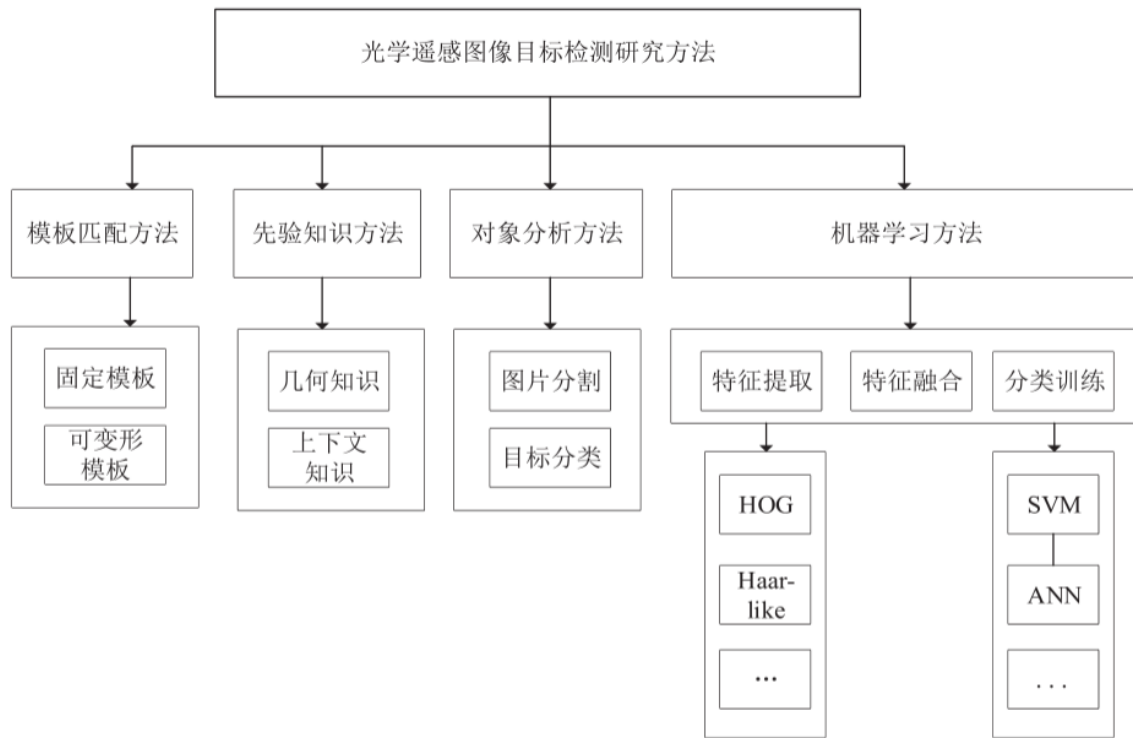 光学遥感图像目标检测研究方法
模板匹配方法
先验知识方法
对象分析方法
机器学习方法
固定模板
可变形
模板
几何知识
上下文
知识
图片分割
目标分类
特征提取
特征融合
分类训练
HOG
Haar-
like
...
SVM
ANN
...